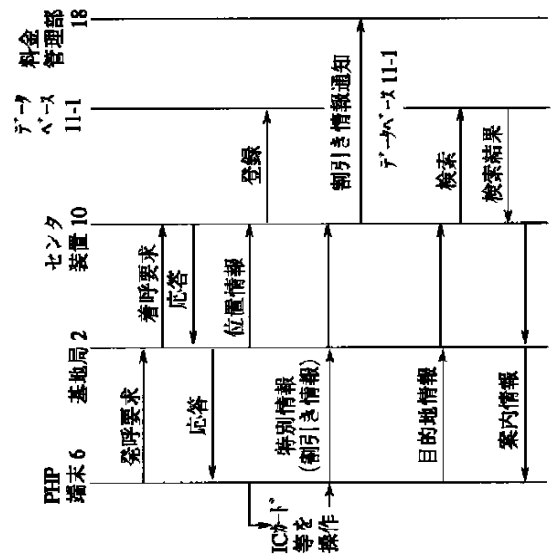 PHP
端末 6
基地局 2
センタ
装置 10
データ
ベース
11-1
料金
管理部
18
発呼要求
着呼要求
応答
応答
位置情報
登録
ICカード
等を
操作
特別情報
(割引き情報)
割引き情報通知
データベース 11-1
目的地情報
検索
検索結果
案内情報